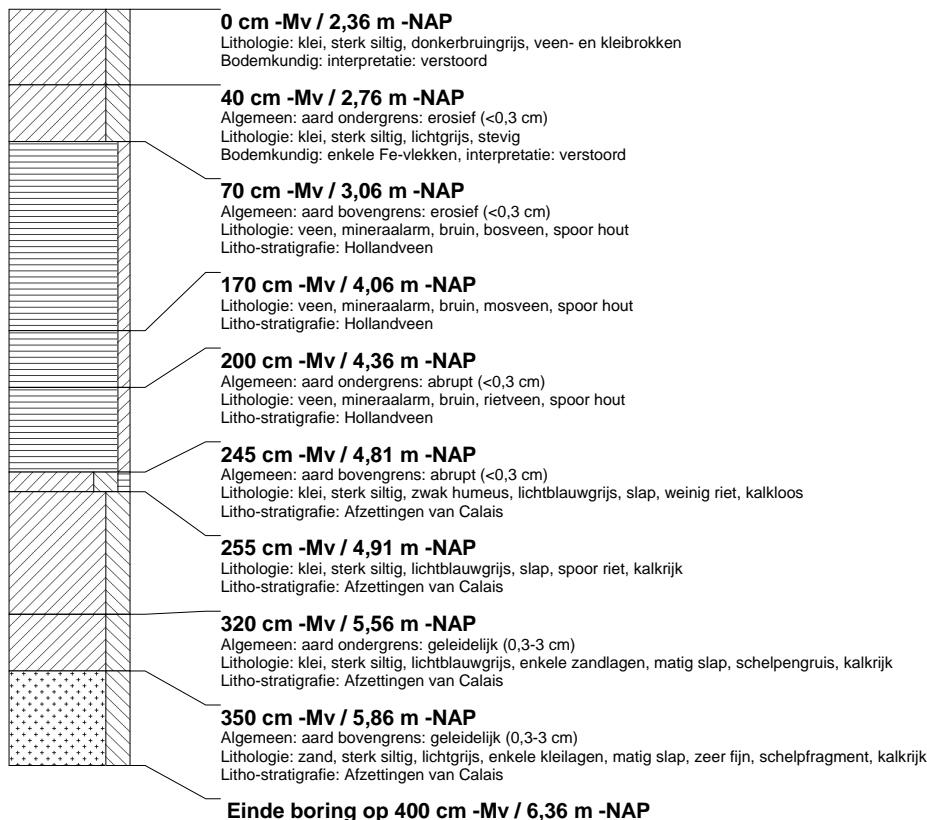 0 cm -Mv / 2,36 m -NAP
Lithologie: klei, sterk siltig, donkerbruingrijs, veen- en kleibrokken
Bodemkundig: interpretatie: verstoord
40 cm -Mv / 2,76 m -NAP
Algemeen: aard ondergrens: erosief (<0,3 cm)
Lithologie: klei, sterk siltig, lichtgrijs, stevig
Bodemkundig: enkele Fe-vlekken, interpretatie: verstoord
70 cm -Mv / 3,06 m -NAP
Algemeen: aard bovengrens: erosief (<0,3 cm)
Lithologie: veen, mineraalarm, bruin, bosveen, spoor hout
Litho-stratigrafie: Hollandveen
170 cm -Mv / 4,06 m -NAP
Lithologie: veen, mineraalarm, bruin, mosveen, spoor hout
Litho-stratigrafie: Hollandveen
200 cm -Mv / 4,36 m -NAP
Algemeen: aard ondergrens: abrupt (<0,3 cm)
Lithologie: veen, mineraalarm, bruin, rietveen, spoor hout
Litho-stratigrafie: Hollandveen
245 cm -Mv / 4,81 m -NAP
Algemeen: aard bovengrens: abrupt (<0,3 cm)
Lithologie: klei, sterk siltig, zwak humeus, lichtblauwgrijs, slap, weinig riet, kalkloos
Litho-stratigrafie: Afzettingen van Calais
255 cm -Mv / 4,91 m -NAP
Lithologie: klei, sterk siltig, lichtblauwgrijs, slap, spoor riet, kalkrijk
Litho-stratigrafie: Afzettingen van Calais
320 cm -Mv / 5,56 m -NAP
Algemeen: aard ondergrens: geleidelijk (0,3-3 cm)
Lithologie: klei, sterk siltig, lichtblauwgrijs, enkele zandlagen, matig slap, schelpengruis, kalkrijk
Litho-stratigrafie: Afzettingen van Calais
350 cm -Mv / 5,86 m -NAP
Algemeen: aard bovengrens: geleidelijk (0,3-3 cm)
Lithologie: zand, sterk siltig, lichtgrijs, enkele kleilagen, matig slap, zeer fijn, schelpfragment, kalkrijk
Litho-stratigrafie: Afzettingen van Calais
Einde boring op 400 cm -Mv / 6,36 m -NAP